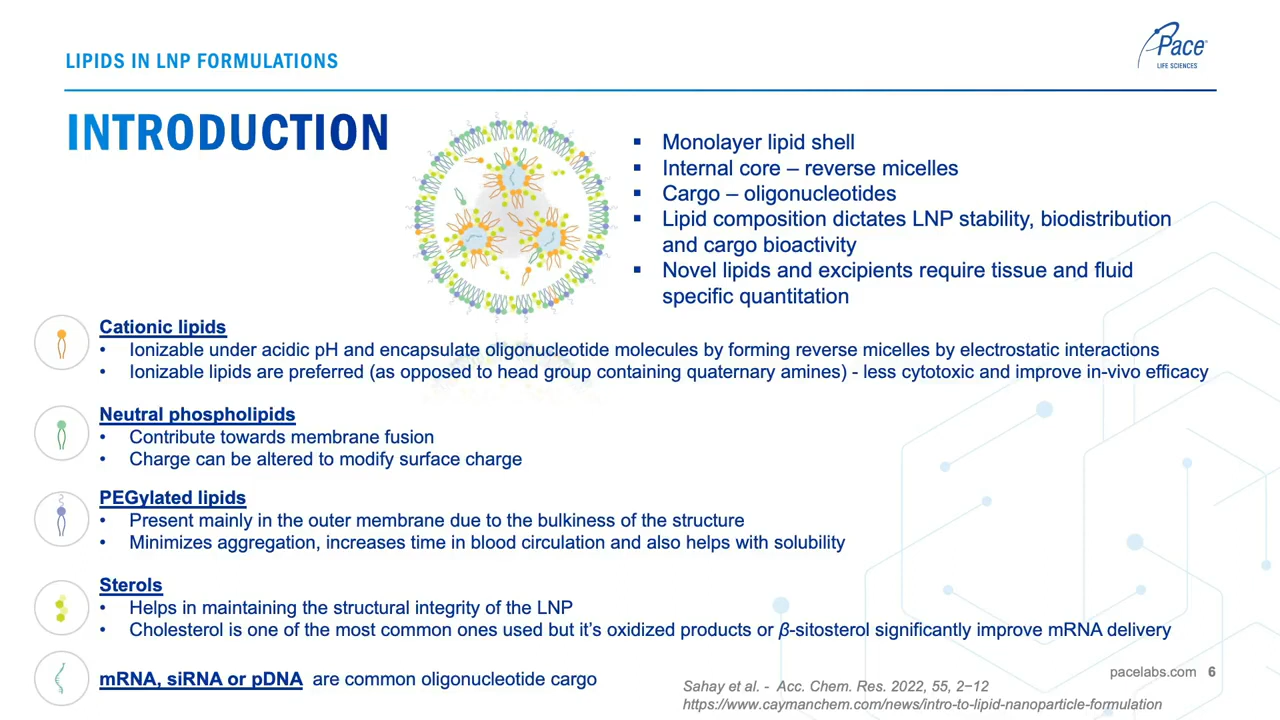 LIPIDS IN LNP FORMULATIONS
Pace®
LIFE SCIENCES
INTRODUCTION
▪ Monolayer lipid shell
▪ Internal core – reverse micelles
▪ Cargo – oligonucleotides
▪ Lipid composition dictates LNP stability, biodistribution
and cargo bioactivity
▪ Novel lipids and excipients require tissue and fluid
specific quantitation
Cationic lipids
• Ionizable under acidic pH and encapsulate oligonucleotide molecules by forming reverse micelles by electrostatic interactions
• Ionizable lipids are preferred (as opposed to head group containing quaternary amines) - less cytotoxic and improve in-vivo efficacy
Neutral phospholipids
• Contribute towards membrane fusion
• Charge can be altered to modify surface charge
PEGylated lipids
• Present mainly in the outer membrane due to the bulkiness of the structure
• Minimizes aggregation, increases time in blood circulation and also helps with solubility
Sterols
• Helps in maintaining the structural integrity of the LNP
• Cholesterol is one of the most common ones used but it’s oxidized products or β-sitosterol significantly improve mRNA delivery
mRNA, siRNA or pDNA are common oligonucleotide cargo
pacelabs.com 6
Sahay et al. - Acc. Chem. Res. 2022, 55, 2−12
https://www.caymanchem.com/news/intro-to-lipid-nanoparticle-formulation